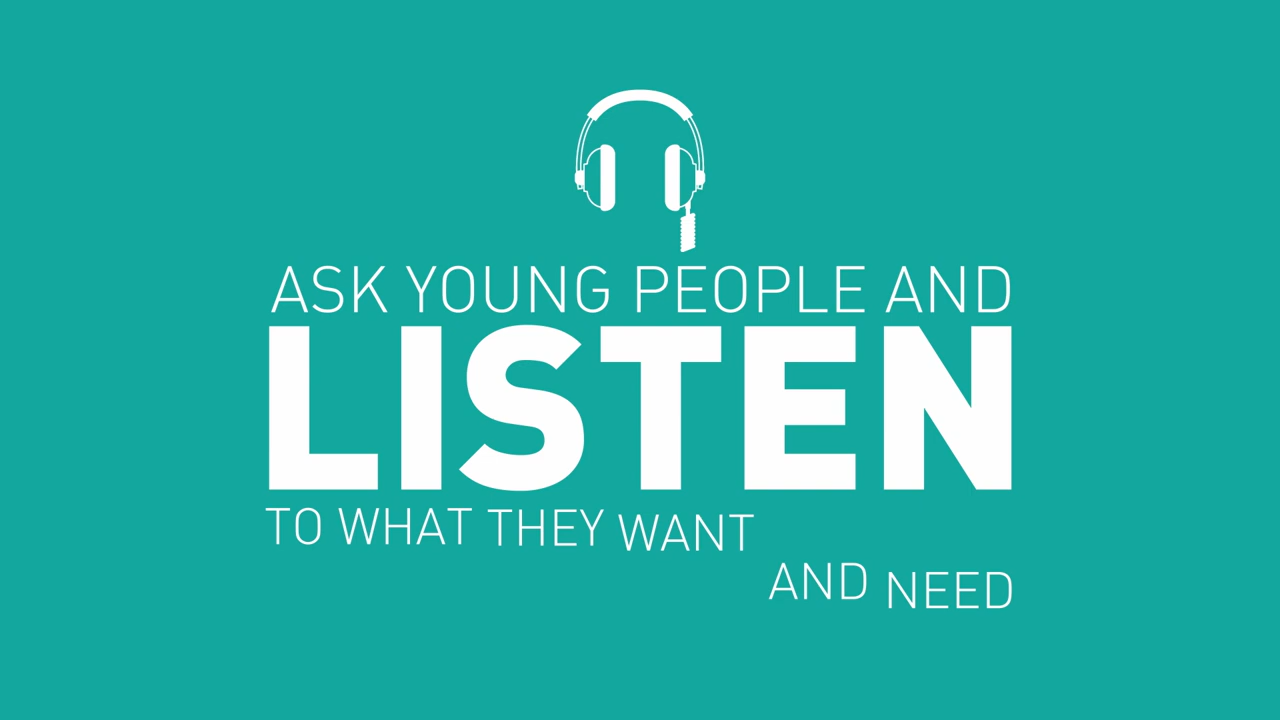 ASK YOUNG PEOPLE AND
LISTEN
TO WHAT THEY WANT
AND NEED